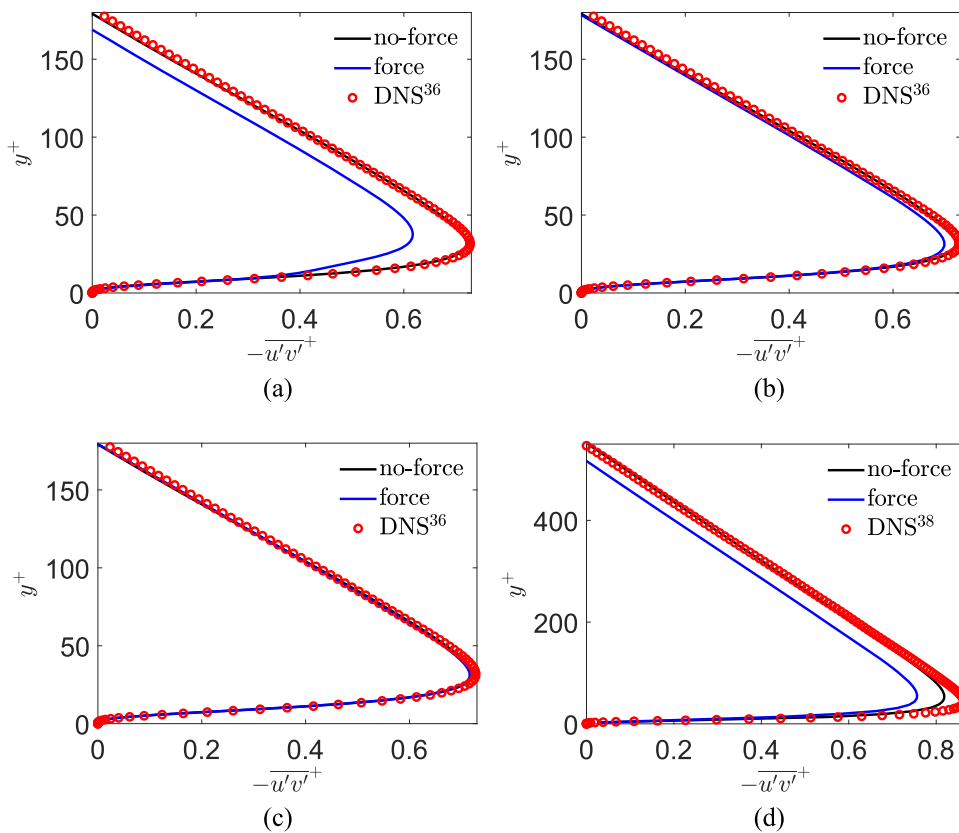 no-force
force
DNS36
150
100
50
0
y+
0 0.2 0.4 0.6
−u′v′+
(a)
no-force
force
DNS36
150
100
50
0
y+
0 0.2 0.4 0.6
−u′v′+
(b)
no-force
force
DNS36
150
100
50
0
y+
0 0.2 0.4 0.6
−u′v′+
(c)
no-force
force
DNS38
400
200
0
y+
0 0.2 0.4 0.6 0.8
−u′v′+
(d)